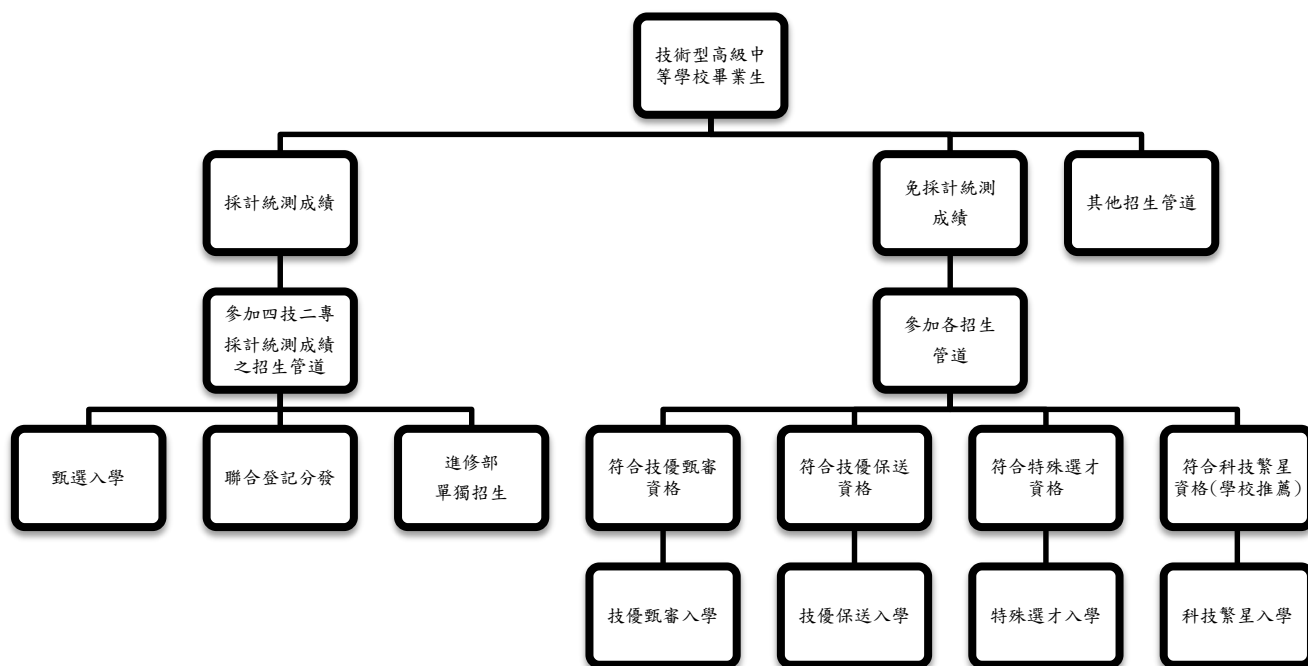 技術型高級中
等學校畢業生
採計統測成績
免採計統測
成績
其他招生管道
參加四技二專
採計統測成績
之招生管道
參加各招生
管道
甄選入學
聯合登記分發
進修部
單獨招生
符合技優甄審
資格
符合技優保送
資格
符合特殊選才
資格
符合科技繁星
資格(學校推薦)
技優甄審入學
技優保送入學
特殊選才入學
科技繁星入學